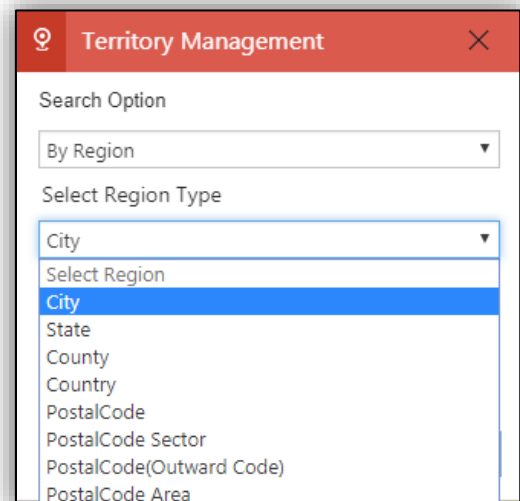 Territory Management
Search Option
By Region
Select Region Type
City
Select Region
City
State
County
Country
PostalCode
PostalCode Sector
PostalCode(Outward Code)
PostalCode Area